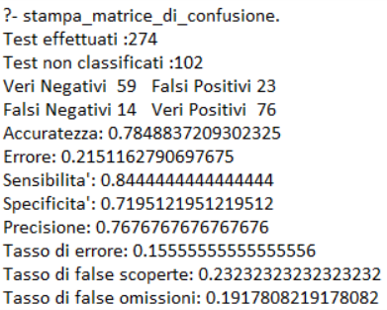 ?- stampa_matrice_di_confusione.
Test effettuati :274
Test non classificati :102
Veri Negativi 59 Falsi Positivi 23
Falsi Negativi 14 Veri Positivi 76
Accuratezza: 0.7848837209302325
Errore: 0.2151162790697675
Sensibilita': 0.8444444444444444
Specificita': 0.7195121951219512
Precisione: 0.7676767676767676
Tasso di errore: 0.15555555555555556
Tasso di false scoperte: 0.23232323232323232
Tasso di false omissioni: 0.1917808219178082